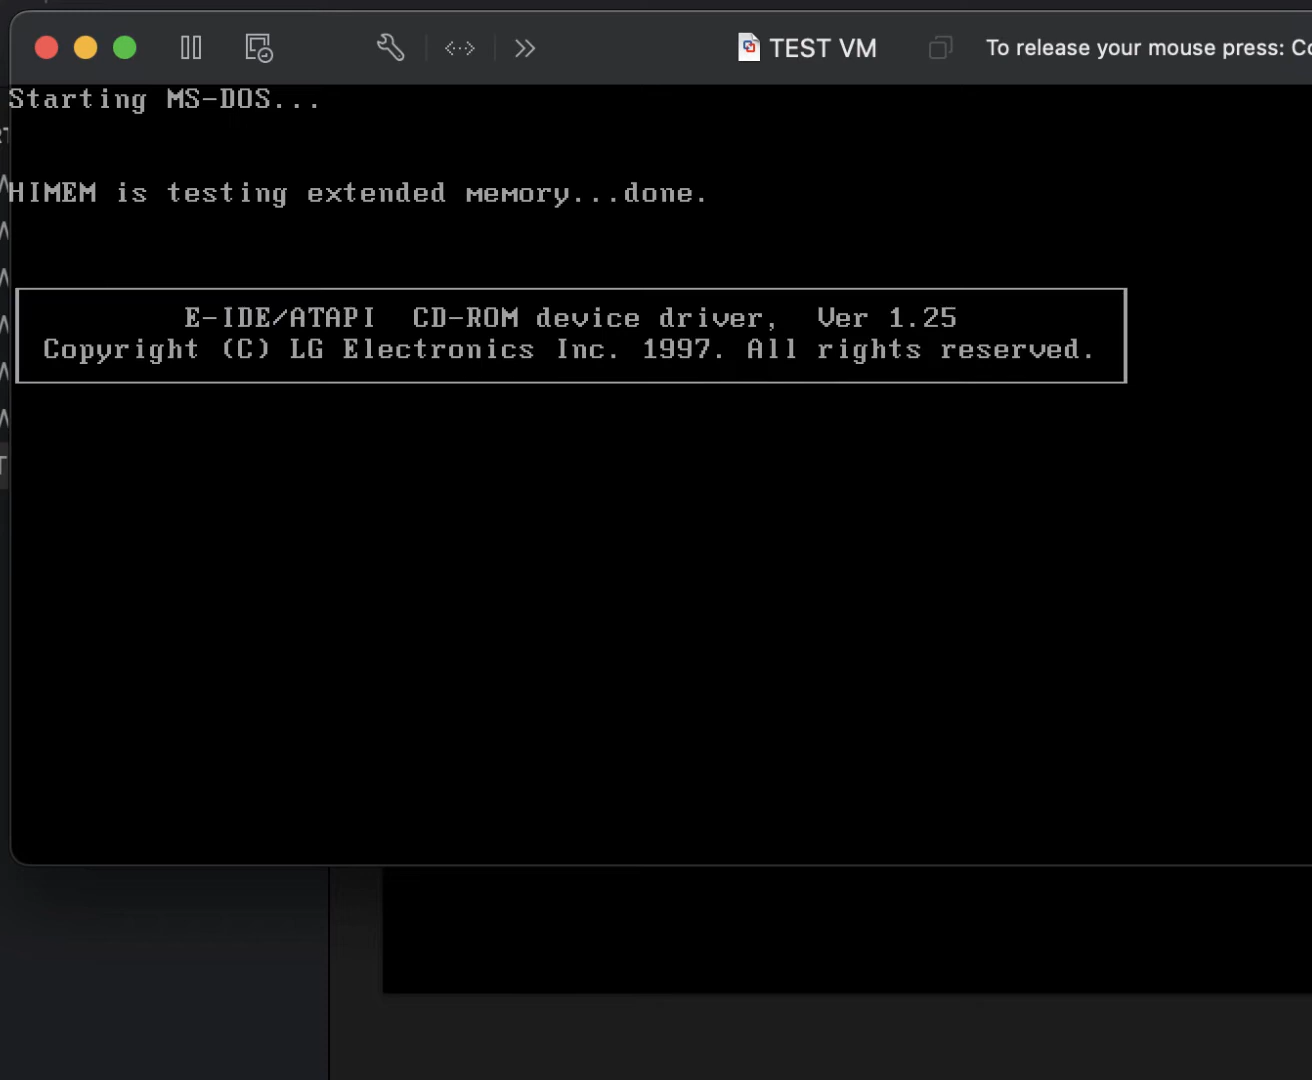 TEST VM
To release your mouse press:
Starting MS-DOS...
HIMEM is testing extended memory...done.
E-IDE/ATAPI CD-ROM device driver, Ver 1.25
Copyright (C) LG Electronics Inc. 1997. All rights reserved.